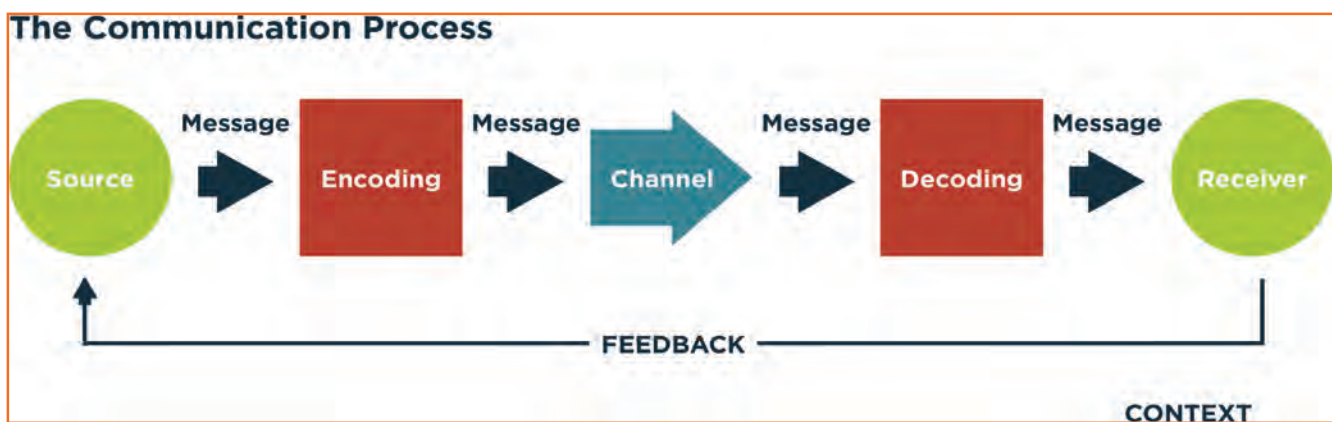 The Communication Process
Message Message Message Message
Source Encoding Channel Decoding Receiver
FEEDBACK
CONTEXT